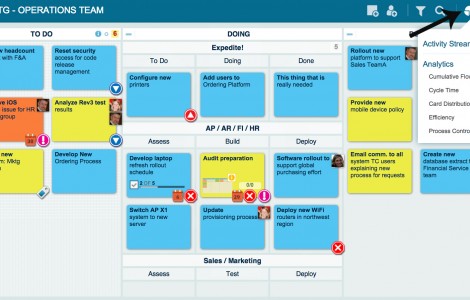 TG - OPERATIONS TEAM
TO DO
6
DOING
Expedite!
5
To Do
Doing
Done
new headcount
with F&A
Reset security
access for code
release
management
Configure new
printers
Add users to
Ordering Platform
This thing that is
really needed
iOS
issue for HR
group
Analyze Rev3 test
results
new
Mktg
Develop New
Ordering Process
AP / AR / FI / HR
Assess
Build
Deploy
Develop laptop
refresh rollout
schedule
Audit preparation
0/0
Software rollout to
support global
purchasing effort
Switch AP X1
system to new
server
Update
provisioning process
Deploy new WiFi
routers in northwest
region
Sales / Marketing
Assess
Test
Deploy
Rollout new
platform to support
Sales TeamA
Provide new
mobile device policy
Email comm. to all
system TC users
explaining new
process for requests
Create new
database extract
Financial Service
team
Activity Stream
Analytics
Cumulative Flo
Cycle Time
Card Distribution
Efficiency
Process Contro